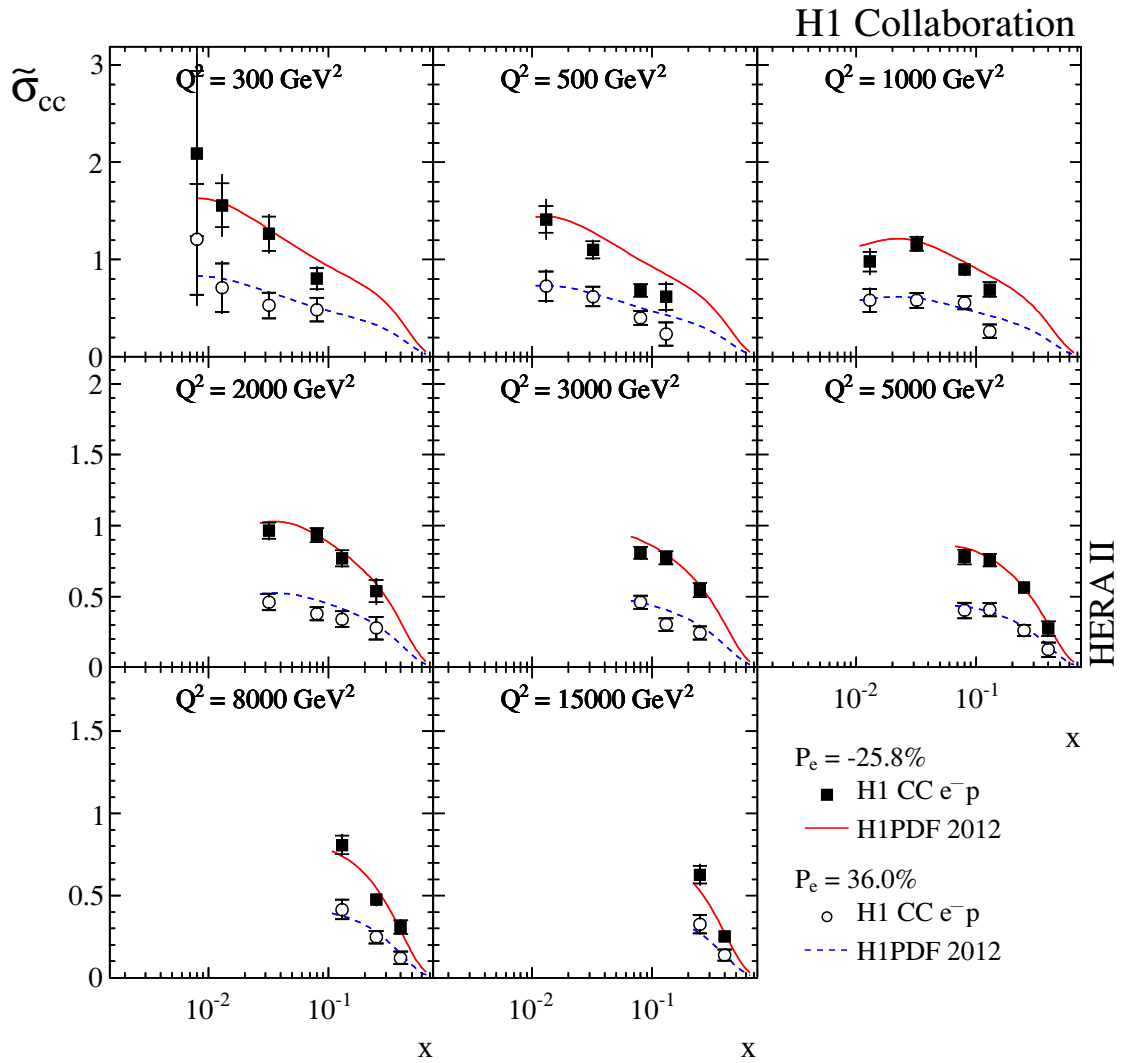 H1 Collaboration
σ̃cc
Q² = 300 GeV²
Q² = 500 GeV²
Q² = 1000 GeV²
3
2
1
0
Q² = 2000 GeV²
Q² = 3000 GeV²
Q² = 5000 GeV²
2
1.5
1
0.5
0
HERA II
Q² = 8000 GeV²
Q² = 15000 GeV²
10⁻² 10⁻¹
x
1.5
1
0.5
0
10⁻² 10⁻¹
x
10⁻² 10⁻¹
x
Pₑ = -25.8%
H1 CC e⁻p
H1PDF 2012
Pₑ = 36.0%
H1 CC e⁻p
H1PDF 2012